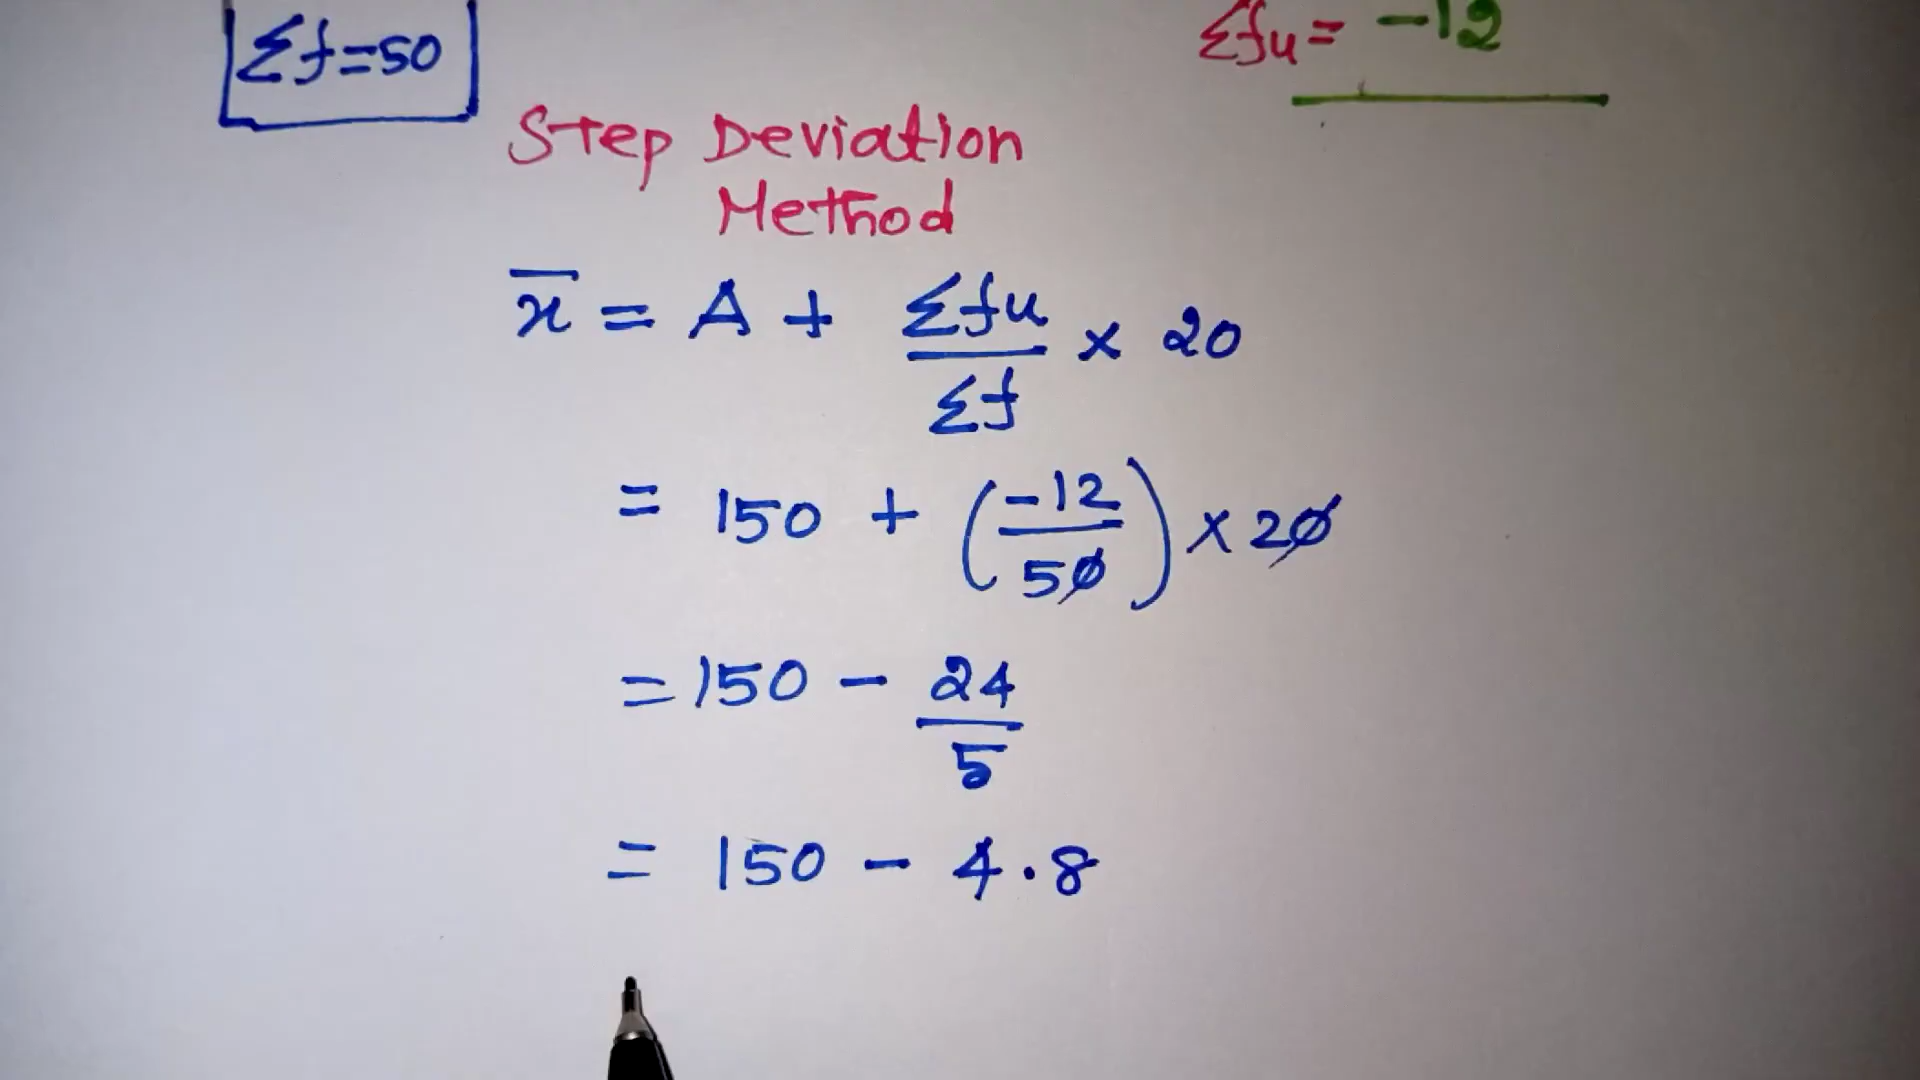 Σf=50
Σfu= -12
Step Deviation
Method
x̅ = A + Σfu/Σf × 20
= 150 + (-12/50) × 20
= 150 - 24/5
= 150 - 4.8